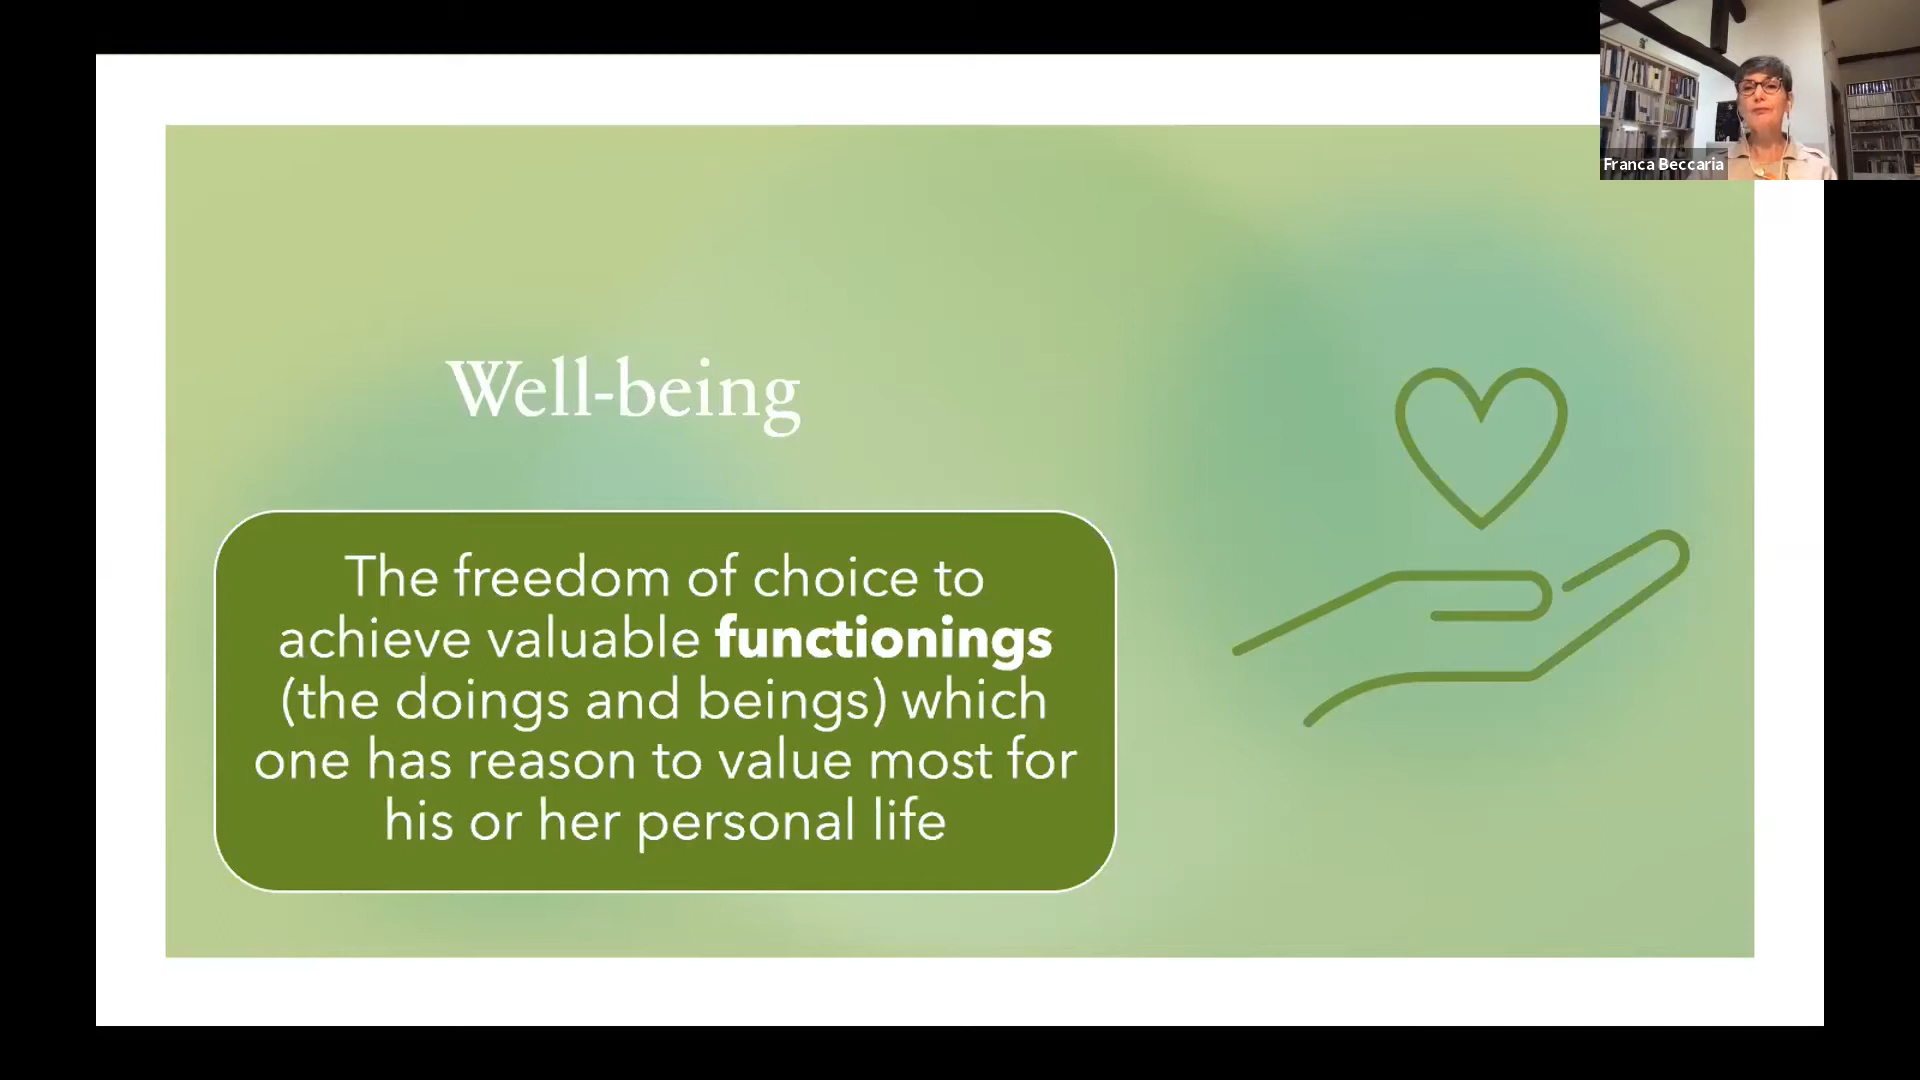 Franca Beccaria
Well-being
The freedom of choice to
achieve valuable functionings
(the doings and beings) which
one has reason to value most for
his or her personal life